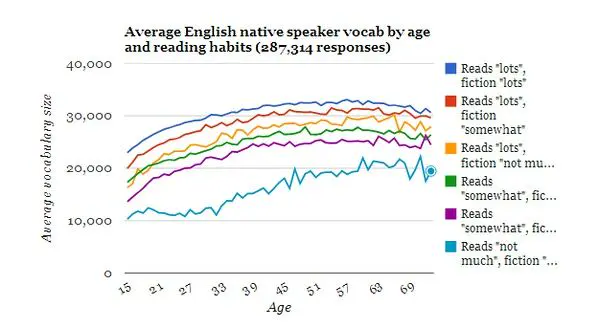 Average English native speaker vocab by age
and reading habits (287,314 responses)
40,000
30,000
20,000
10,000
0
Average vocabulary size
15
21
27
33
39
45
51
57
63
69
Age
Reads "lots",
fiction "lots"
Reads "lots",
fiction
"somewhat"
Reads "lots",
fiction "not mu...
Reads
"somewhat", fic...
Reads
"somewhat", fic...
Reads "not
much", fiction "...